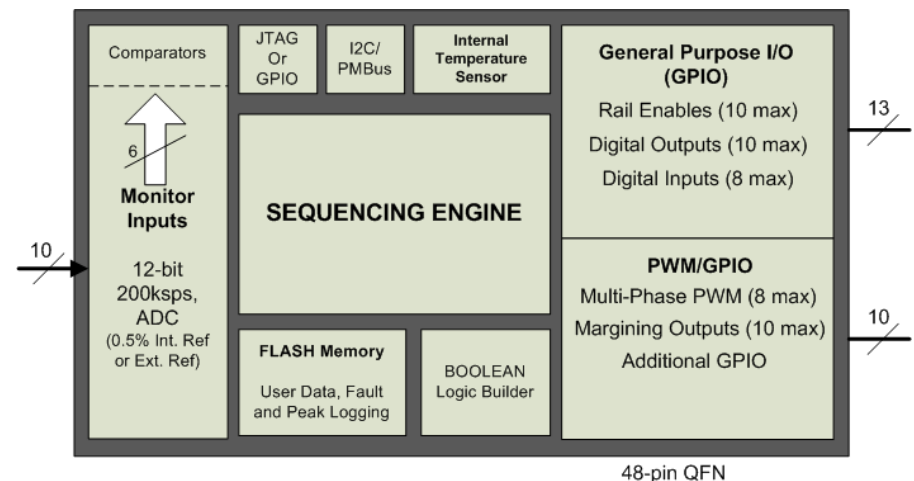 Comparators
6
Monitor
Inputs
10
12-bit
200ksps,
ADC
(0.5% Int. Ref
or Ext. Ref)
JTAG
Or
GPIO
I2C/
PMBus
Internal
Temperature
Sensor
SEQUENCING ENGINE
FLASH Memory
User Data, Fault
and Peak Logging
BOOLEAN
Logic Builder
General Purpose I/O
(GPIO)
Rail Enables (10 max)
Digital Outputs (10 max)
Digital Inputs (8 max)
13
PWM/GPIO
Multi-Phase PWM (8 max)
Margining Outputs (10 max)
Additional GPIO
10
48-pin QFN